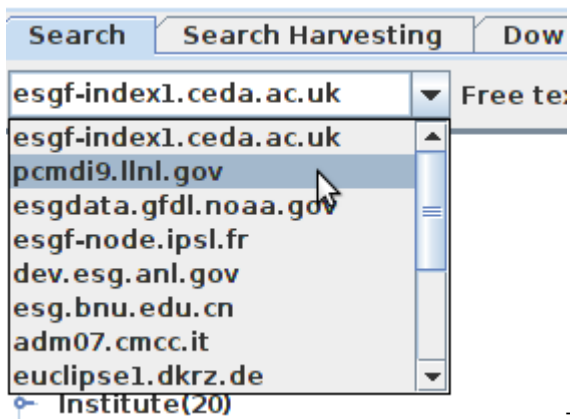 Search Search Harvesting Dow
esgf-index1.ceda.ac.uk Free te
esgf-index1.ceda.ac.uk
pcmdi9.llnl.gov
esgdata.gfdl.noaa.gov
esgf-node.ipsl.fr
dev.esg.anl.gov
esg.bnu.edu.cn
adm07.cmcc.it
euclipse1.dkrz.de
Institute(20)